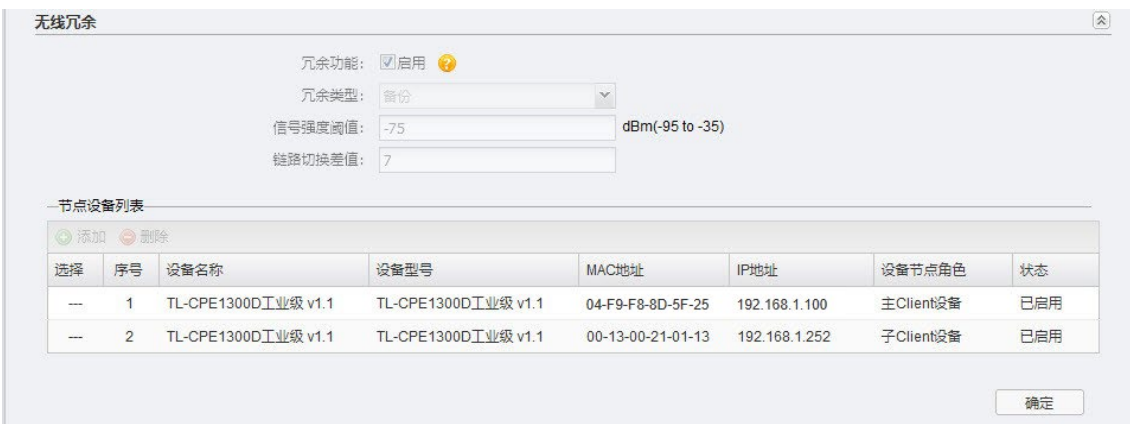 无线冗余
冗余功能： 启用
冗余类型： 备份
信号强度阈值： -75 dBm(-95 to -35)
链路切换差值： 7
节点设备列表
添加 删除
选择 序号 设备名称 设备型号 MAC地址 IP地址 设备节点角色 状态
--- 1 TL-CPE1300D工业级 v1.1 TL-CPE1300D工业级 v1.1 04-F9-F8-8D-5F-25 192.168.1.100 主Client设备 已启用
--- 2 TL-CPE1300D工业级 v1.1 TL-CPE1300D工业级 v1.1 00-13-00-21-01-13 192.168.1.252 子Client设备 已启用
确定